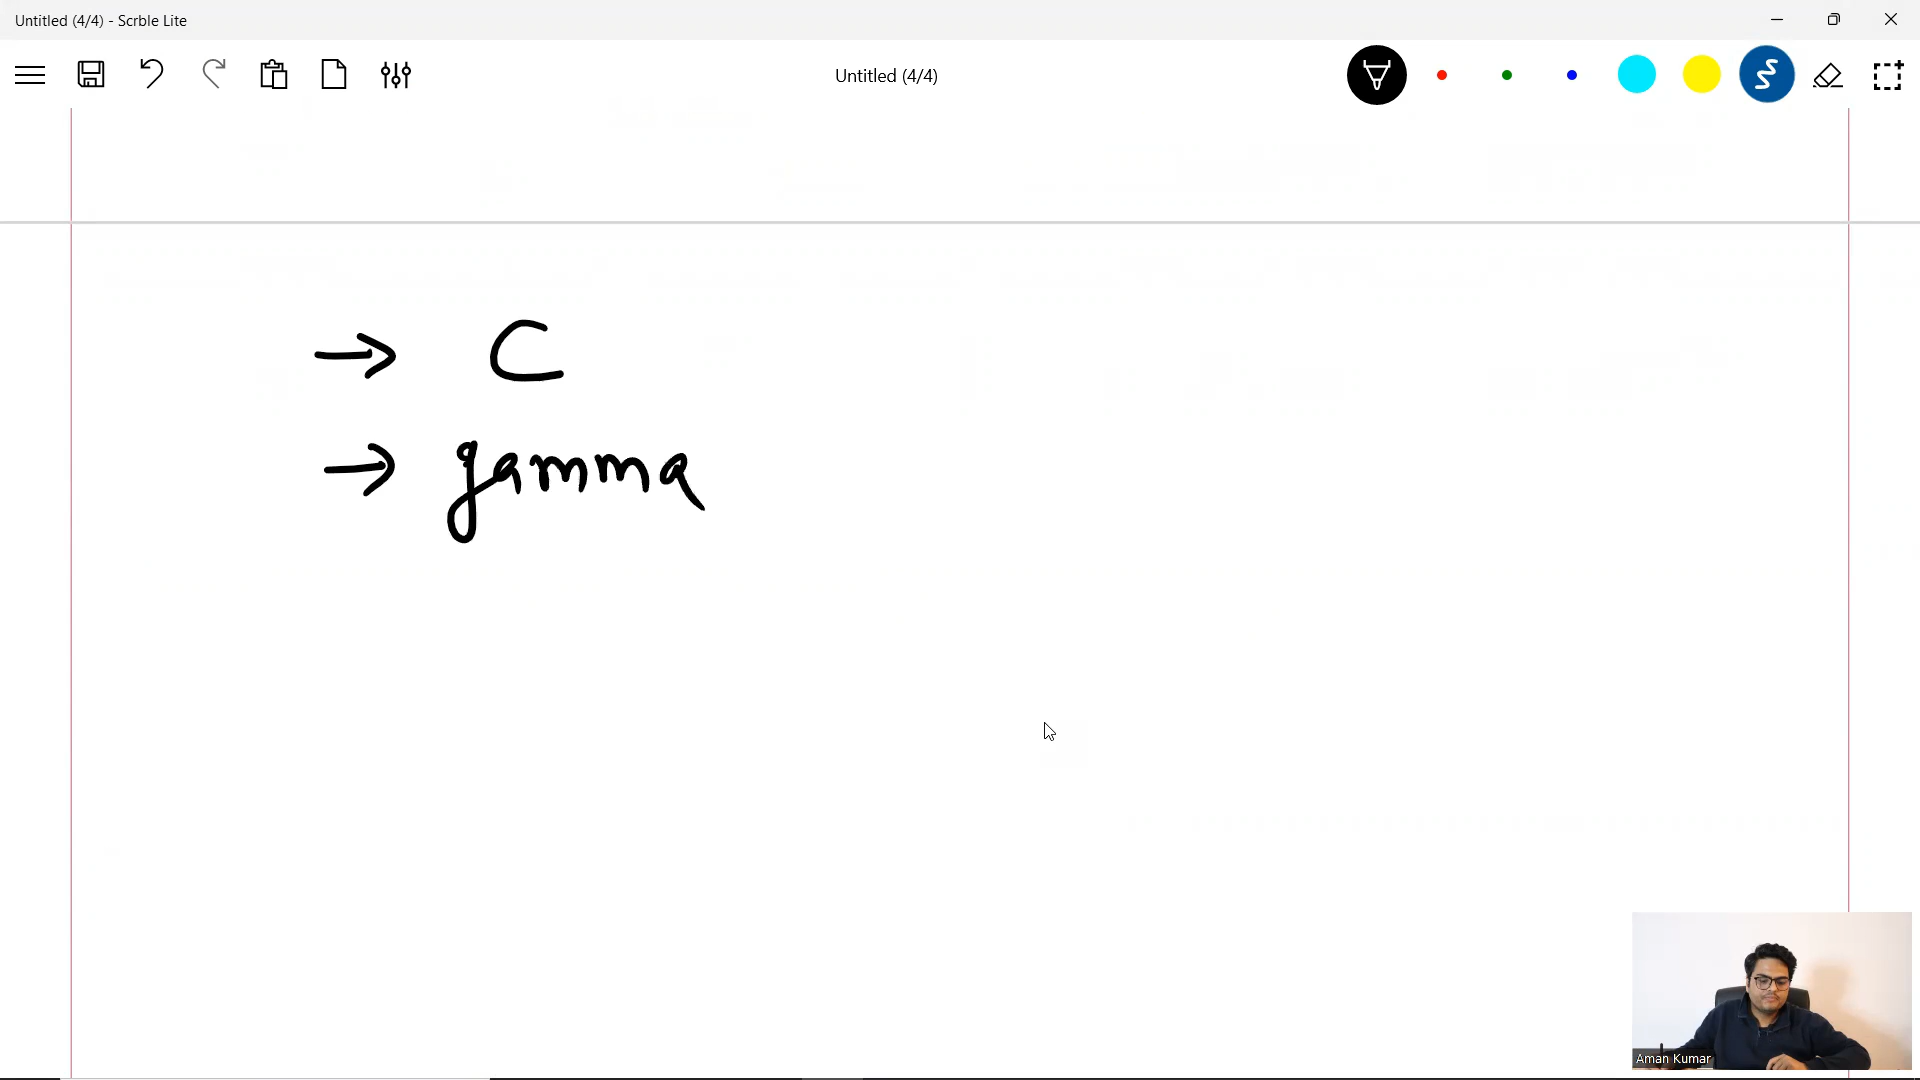 Untitled (4/4) - Scrble Lite
Untitled (4/4)
→ C
→ gamma
Aman Kumar